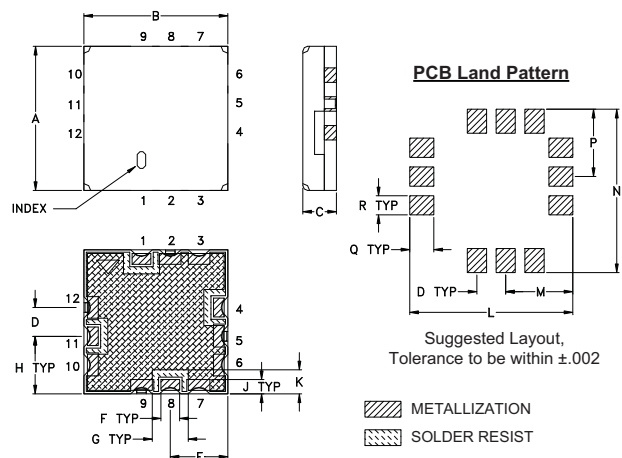 B
9 8 7
10
11
12
6
5
4
A
INDEX
1 2 3
C
PCB Land Pattern
P
N
R TYP
Q TYP
D TYP
M
L
Suggested Layout,
Tolerance to be within ±.002
METALLIZATION
SOLDER RESIST
1 2 3
12
11
10
4
5
6
D
H TYP
J TYP
K
9 8 7
F TYP
G TYP
E